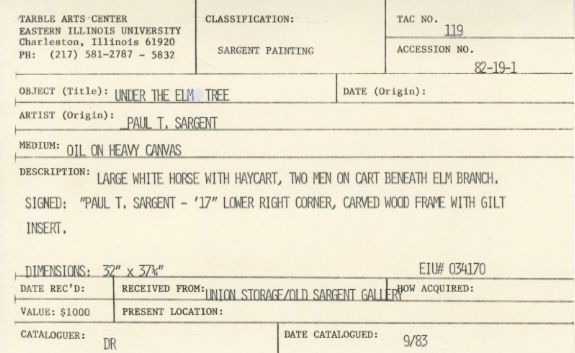 TARBLE ARTS CENTER
EASTERN ILLINOIS UNIVERSITY
Charleston, Illinois 61920
PH: (217) 581-2787 - 5832
CLASSIFICATION:
SARGENT PAINTING
TAC NO.
119
ACCESSION NO.
82-19-1
OBJECT (Title): UNDER THE ELM TREE
DATE (Origin):
ARTIST (Origin): PAUL T. SARGENT
MEDIUM: OIL ON HEAVY CANVAS
DESCRIPTION: LARGE WHITE HORSE WITH HAYCART, TWO MEN ON CART BENEATH ELM BRANCH.
SIGNED: "PAUL T. SARGENT - '17" LOWER RIGHT CORNER, CARVED WOOD FRAME WITH GILT
INSERT.
DIMENSIONS: 32" x 37¼" EIU# 034170
DATE REC'D:
RECEIVED FROM: UNION STORAGE/OLD SARGENT GALLERY
HOW ACQUIRED:
VALUE: $1000
PRESENT LOCATION:
CATALOGUER: DR
DATE CATALOGUED: 9/83